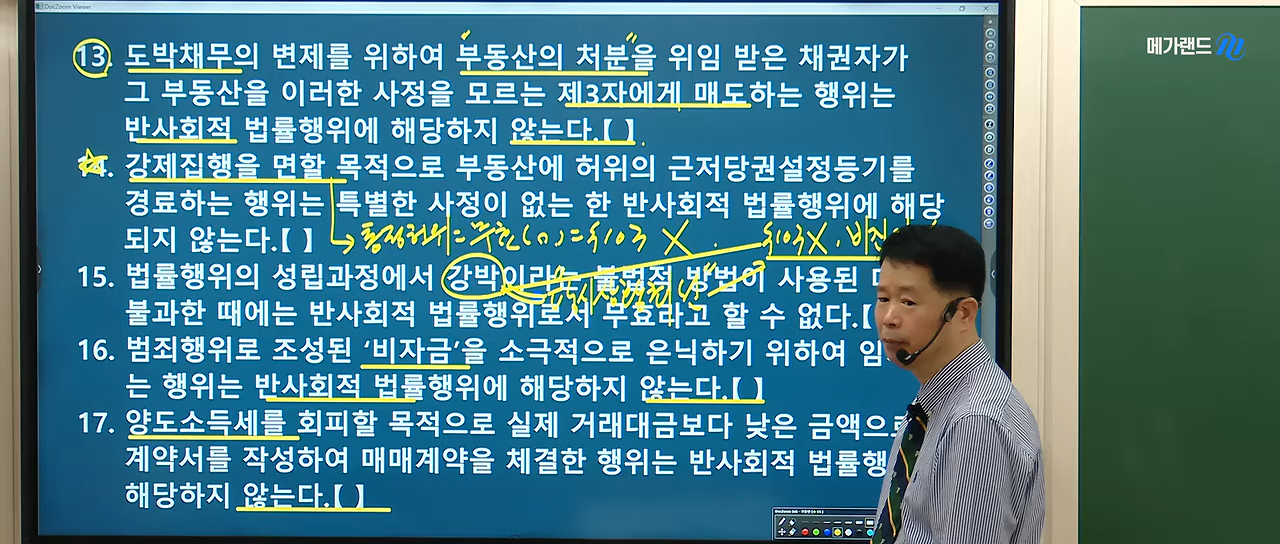 DocZoom Viewer
메가랜드
13. 도박채무의 변제를 위하여 "부동산의 처분"을 위임 받은 채권자가
그 부동산을 이러한 사정을 모르는 제3자에게 매도하는 행위는
반사회적 법률행위에 해당하지 않는다.【 】
14. 강제집행을 면할 목적으로 부동산에 허위의 근저당권설정등기를
경료하는 행위는 특별한 사정이 없는 한 반사회적 법률행위에 해당
되지 않는다.【 】
§103 X . §103X,
15. 법률행위의 성립과정에서 강박이라는 불법적 방법이 사용된 데
불과한 때에는 반사회적 법률행위로서 무효라고 할 수 없다.【
16. 범죄행위로 조성된 ‘비자금’을 소극적으로 은닉하기 위하여 임
는 행위는 반사회적 법률행위에 해당하지 않는다.【 】
17. 양도소득세를 회피할 목적으로 실제 거래대금보다 낮은 금액으로
계약서를 작성하여 매매계약을 체결한 행위는 반사회적 법률행
해당하지 않는다.【 】